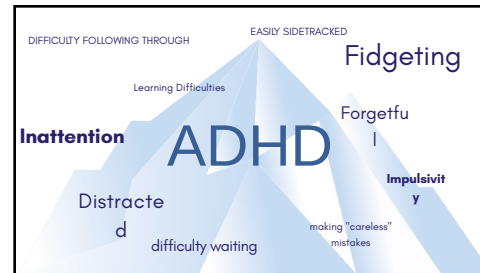 EASILY SIDETRACKED
DIFFICULTY FOLLOWING THROUGH
Fidgeting
Learning Difficulties
Forgetfu
l
Inattention
ADHD
Impulsivit
y
Distracte
d
making "careless"
mistakes
difficulty waiting